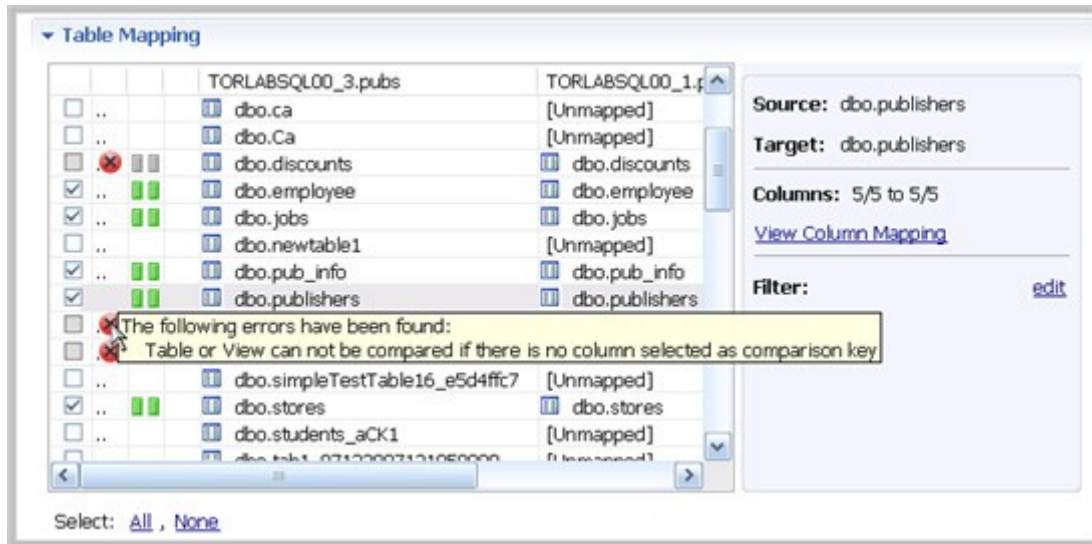 Table Mapping
TORLABSQL00_3.pubs TORLABSQL00_1.p
.. dbo.ca [Unmapped]
.. dbo.Ca [Unmapped]
. dbo.discounts dbo.discounts
.. dbo.employee dbo.employee
.. dbo.jobs dbo.jobs
.. dbo.newtable1 [Unmapped]
.. dbo.pub_info dbo.pub_info
dbo.publishers dbo.publishers
The following errors have been found:
Table or View can not be compared if there is no column selected as comparison key
.. dbo.simpleTestTable16_e5d4ffc7 [Unmapped]
.. dbo.stores dbo.stores
.. dbo.students_aCK1 [Unmapped]
[Unmapped]
Select: All , None
Source: dbo.publishers
Target: dbo.publishers
Columns: 5/5 to 5/5
View Column Mapping
Filter: edit